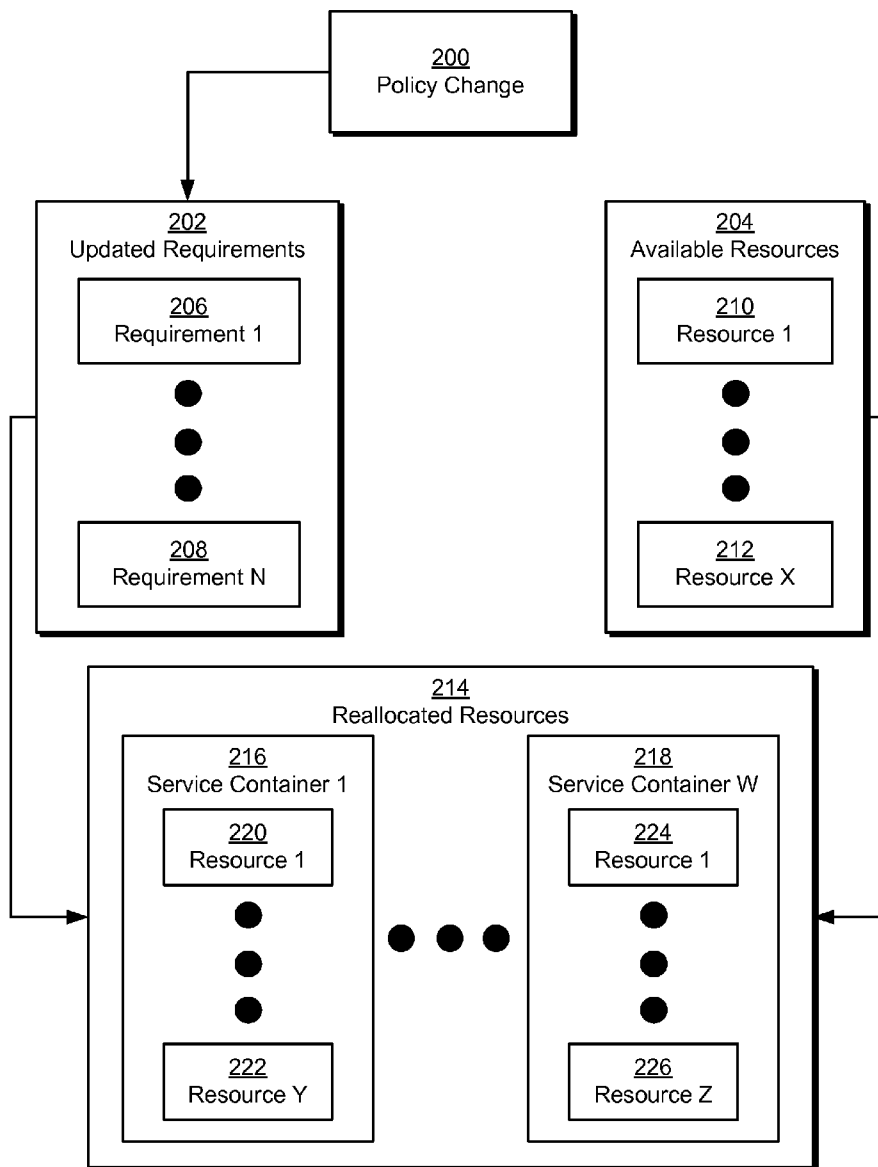 200
Policy Change
202
Updated Requirements
206
Requirement 1
208
Requirement N
204
Available Resources
210
Resource 1
212
Resource X
214
Reallocated Resources
216
Service Container 1
220
Resource 1
222
Resource Y
218
Service Container W
224
Resource 1
226
Resource Z